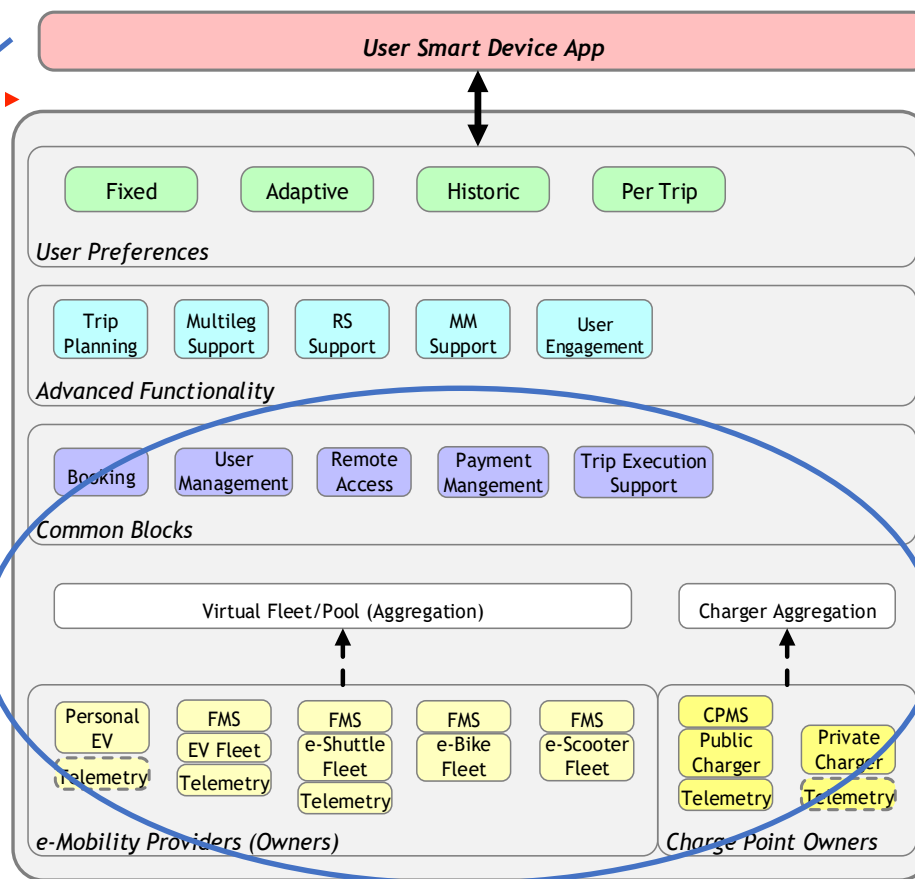 User Smart Device App
Fixed
Adaptive
Historic
Per Trip
User Preferences
Trip
Planning
Multileg
Support
RS
Support
MM
Support
User
Engagement
Advanced Functionality
Booking
User
Management
Remote
Access
Payment
Mangement
Trip Execution
Support
Common Blocks
Virtual Fleet/Pool (Aggregation)
Charger Aggregation
Personal
EV
Telemetry
FMS
EV Fleet
Telemetry
FMS
e-Shuttle
Fleet
Telemetry
FMS
e-Bike
Fleet
FMS
e-Scooter
Fleet
e-Mobility Providers (Owners)
CPMS
Public
Charger
Telemetry
Private
Charger
Telemetry
Charge Point Owners